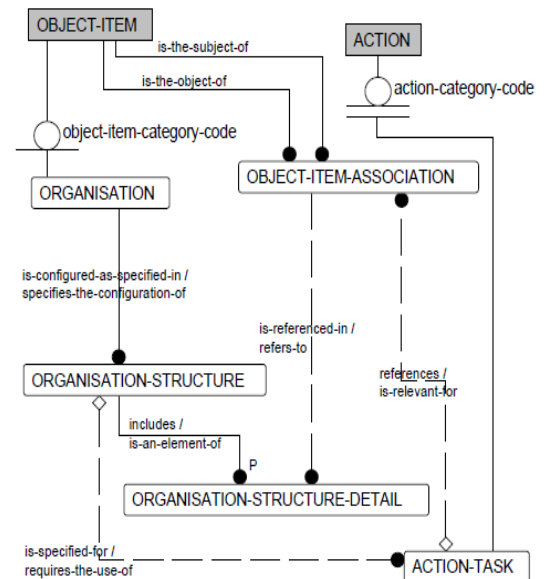 OBJECT-ITEM
ACTION
is-the-subject-of
is-the-object-of
action-category-code
object-item-category-code
ORGANISATION
OBJECT-ITEM-ASSOCIATION
is-configured-as-specified-in /
specifies-the-configuration-of
is-referenced-in /
refers-to
references /
is-relevant-for
ORGANISATION-STRUCTURE
includes /
is-an-element-of
P
ORGANISATION-STRUCTURE-DETAIL
is-specified-for /
requires-the-use-of
ACTION-TASK